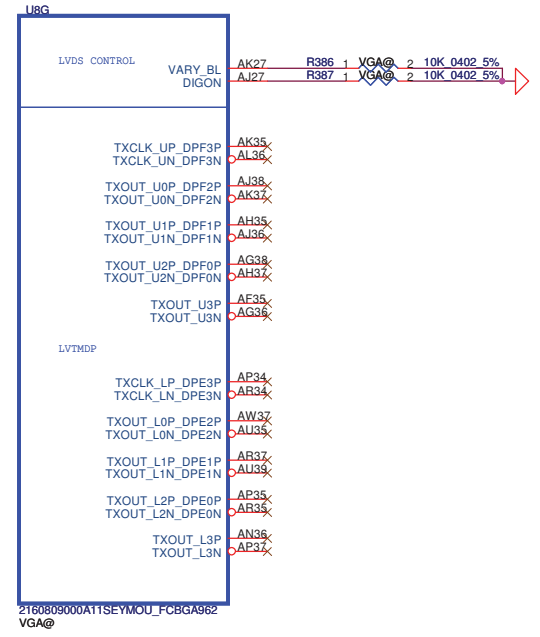 U8G
LVDS CONTROL
VARY_BL AK27 R386 1 VGA@ 2 10K_0402_5%
DIGON AJ27 R387 1 VGA@ 2 10K_0402_5%
TXCLK_UP_DPF3P AK35
TXCLK_UN_DPF3N AL36
TXOUT_U0P_DPF2P AJ38
TXOUT_U0N_DPF2N AK37
TXOUT_U1P_DPF1P AH35
TXOUT_U1N_DPF1N AJ36
TXOUT_U2P_DPF0P AG38
TXOUT_U2N_DPF0N AH37
TXOUT_U3P AF35
TXOUT_U3N AG36
LVTMDP
TXCLK_LP_DPE3P AP34
TXCLK_LN_DPE3N AR34
TXOUT_L0P_DPE2P AW37
TXOUT_L0N_DPE2N AU35
TXOUT_L1P_DPE1P AR37
TXOUT_L1N_DPE1N AU39
TXOUT_L2P_DPE0P AP35
TXOUT_L2N_DPE0N AR35
TXOUT_L3P AN36
TXOUT_L3N AP37
2160809000A11SEYMOU_FCBGA962
VGA@